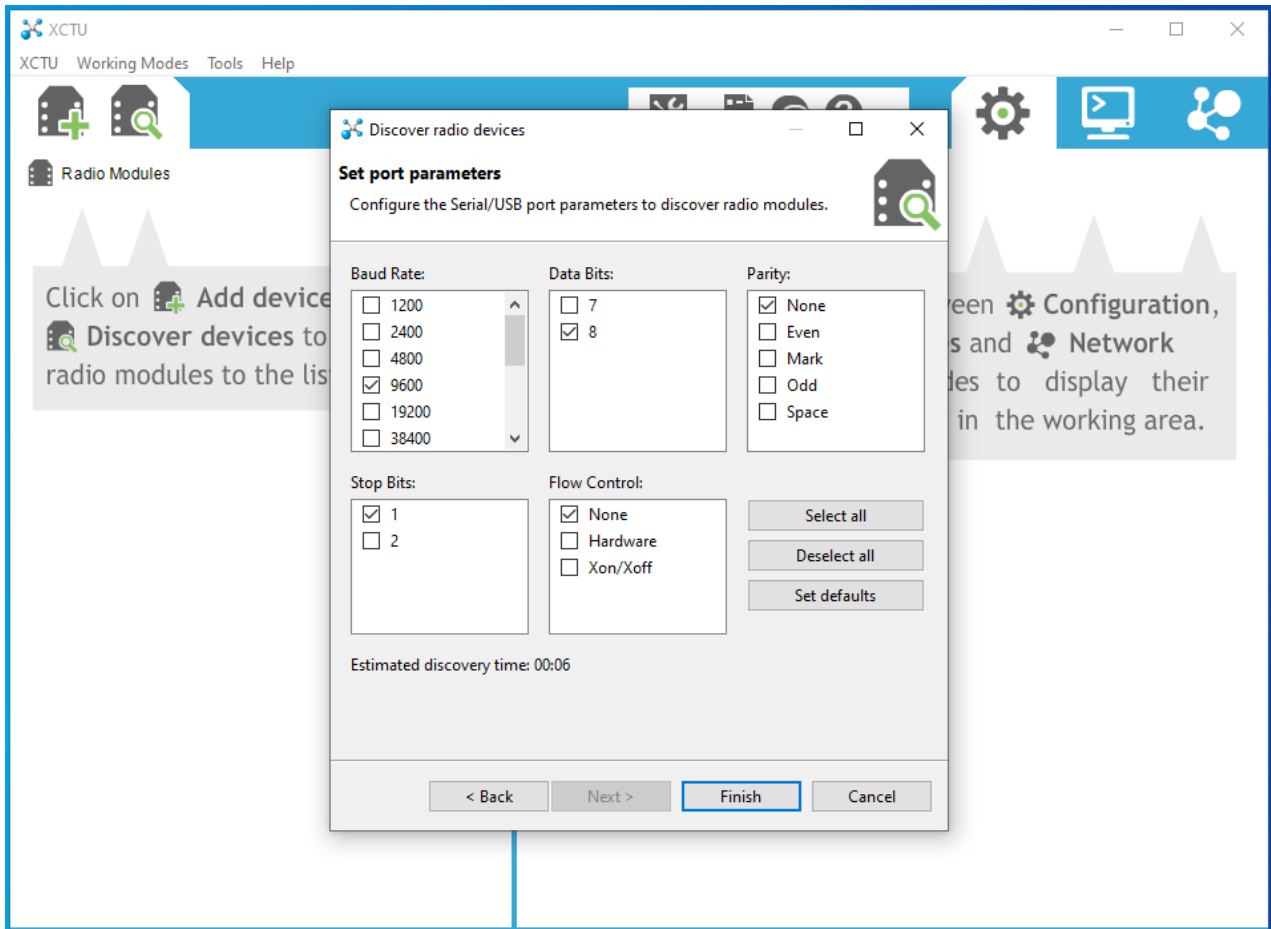 XCTU
XCTU Working Modes Tools Help
Discover radio devices
Radio Modules
Set port parameters
Configure the Serial/USB port parameters to discover radio modules.
Click on Add device
Discover devices to
radio modules to the lis
Baud Rate:
1200
2400
4800
9600
19200
38400
Data Bits:
7
8
Parity:
None
Even
Mark
Odd
Space
Configuration,
and Network
to display their
in the working area.
Stop Bits:
1
2
Flow Control:
None
Hardware
Xon/Xoff
Select all
Deselect all
Set defaults
Estimated discovery time: 00:06
< Back Next > Finish Cancel